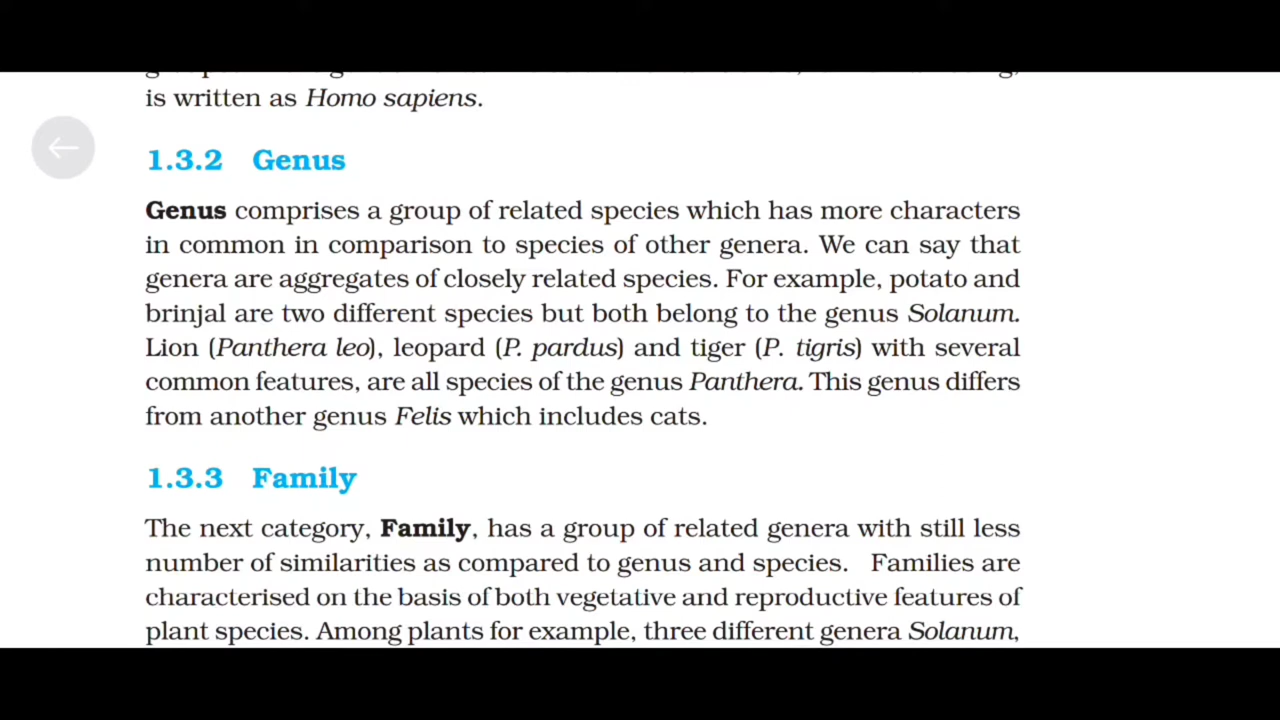 is written as Homo sapiens.
1.3.2 Genus
Genus comprises a group of related species which has more characters
in common in comparison to species of other genera. We can say that
genera are aggregates of closely related species. For example, potato and
brinjal are two different species but both belong to the genus Solanum.
Lion (Panthera leo), leopard (P. pardus) and tiger (P. tigris) with several
common features, are all species of the genus Panthera. This genus differs
from another genus Felis which includes cats.
1.3.3 Family
The next category, Family, has a group of related genera with still less
number of similarities as compared to genus and species. Families are
characterised on the basis of both vegetative and reproductive features of
plant species. Among plants for example, three different genera Solanum,